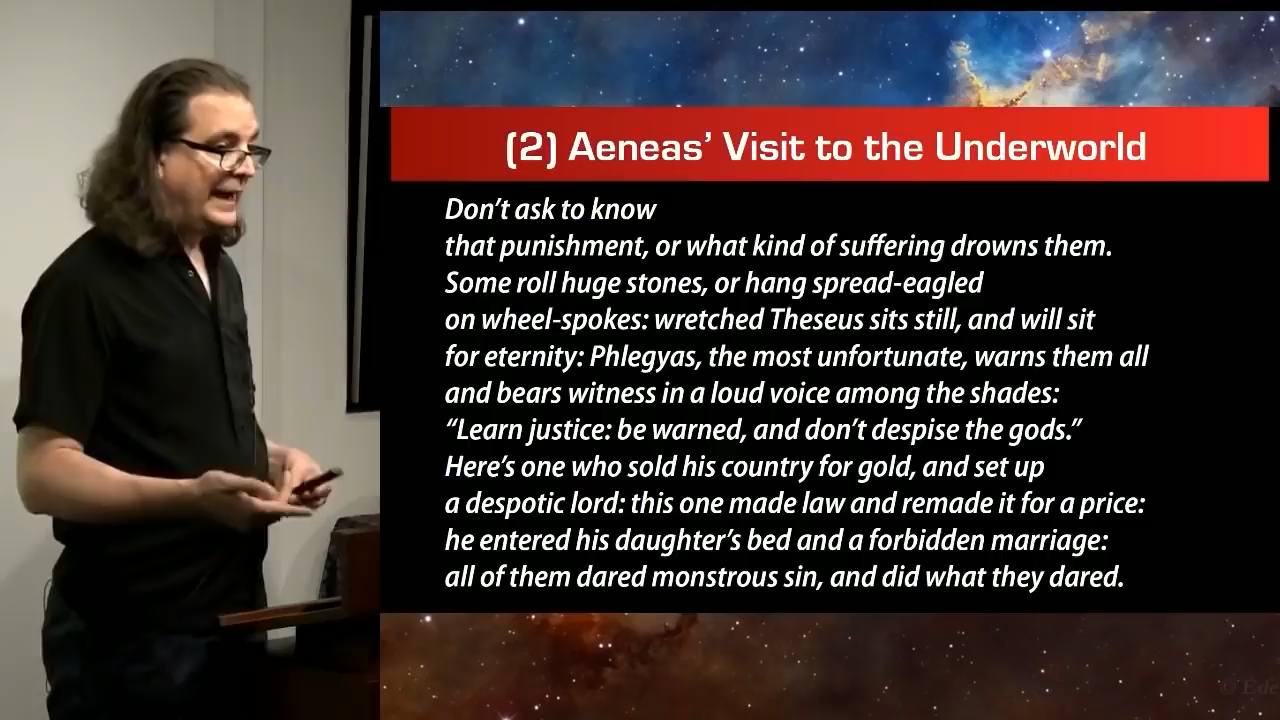 (2) Aeneas’ Visit to the Underworld
Don’t ask to know
that punishment, or what kind of suffering drowns them.
Some roll huge stones, or hang spread-eagled
on wheel-spokes: wretched Theseus sits still, and will sit
for eternity: Phlegyas, the most unfortunate, warns them all
and bears witness in a loud voice among the shades:
“Learn justice: be warned, and don’t despise the gods.”
Here’s one who sold his country for gold, and set up
a despotic lord: this one made law and remade it for a price:
he entered his daughter’s bed and a forbidden marriage:
all of them dared monstrous sin, and did what they dared.